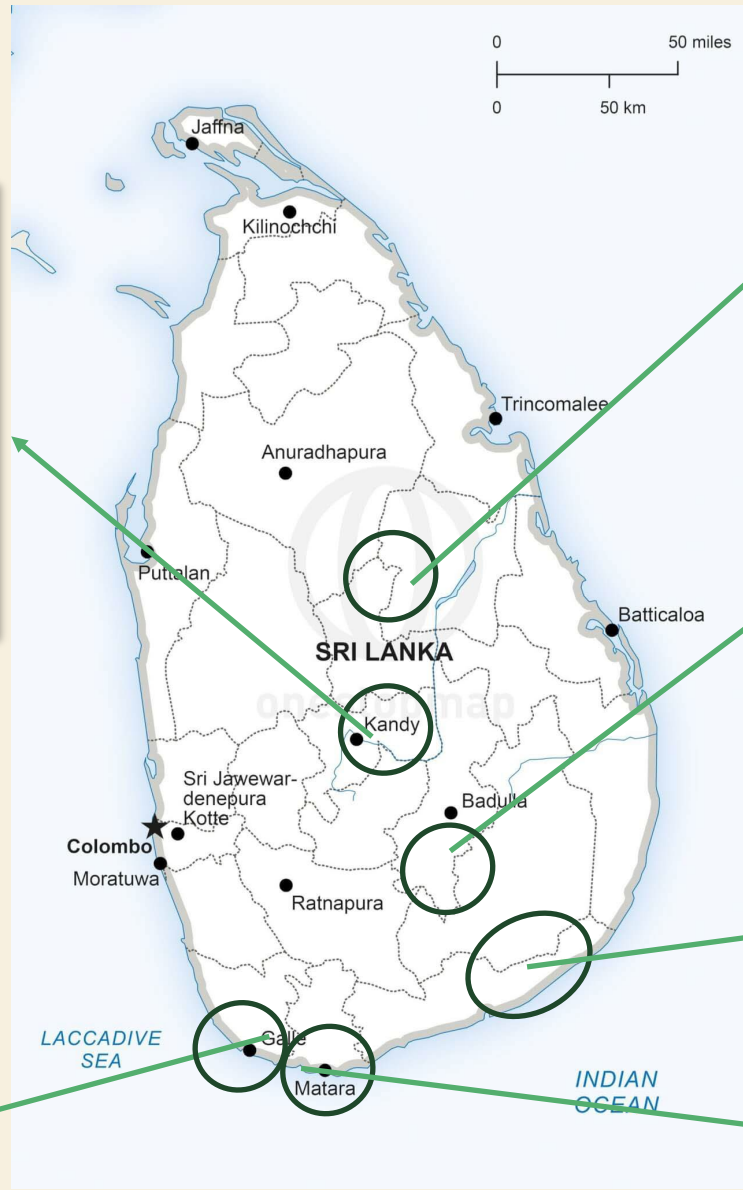 0 50 miles
0 50 km
Jaffna
Kilinochchi
Trincomalee
Anuradhapura
Puttalan
Batticaloa
SRI LANKA
onestopmap
Kandy
Sri Jawewar-
denepura
Kotte
Badulla
Colombo
Moratuwa
Ratnapura
LACCADIVE
SEA
Galle
Matara
INDIAN
OCEAN